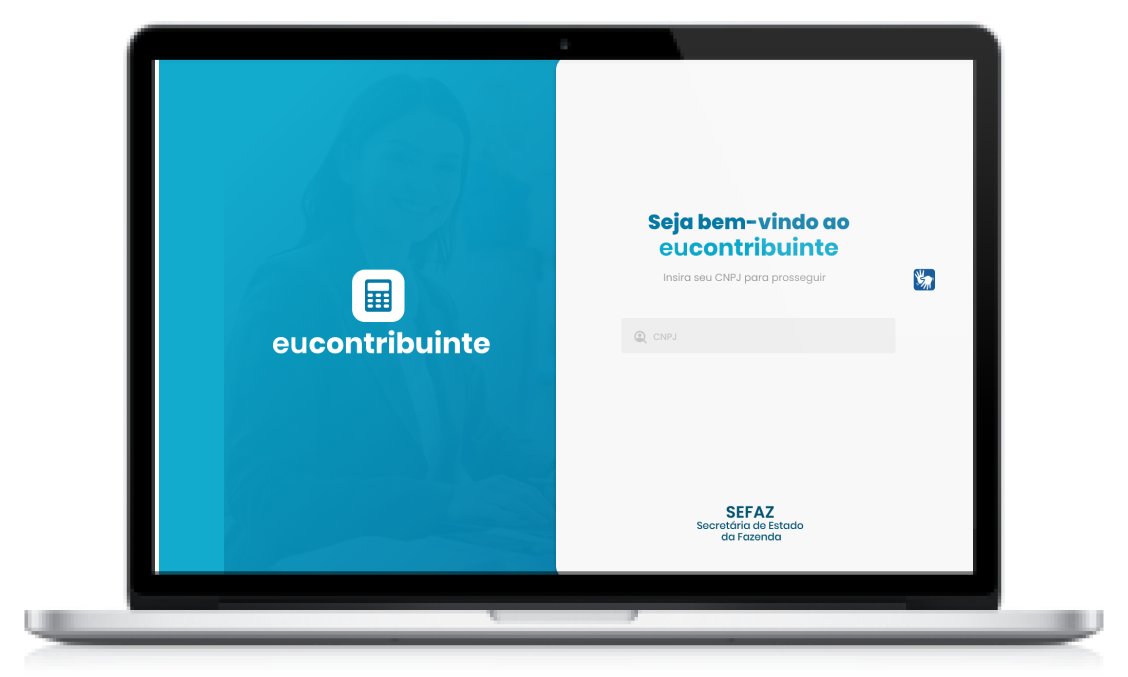 eucontribuinte
Seja bem-vindo ao
eucontribuinte
Insira seu CNPJ para prosseguir
CNPJ
SEFAZ
Secretária de Estado
da Fazenda